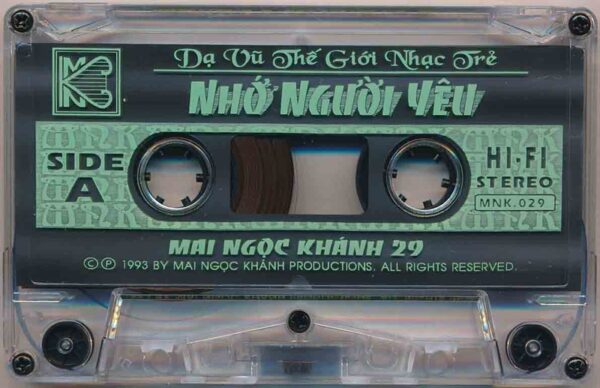 MNK
Dạ Vũ Thế Giới Nhạc Trẻ
NHỚ NGƯỜI YÊU
SIDE
A
HI-FI
STEREO
MNK.029
MAI NGỌC KHÁNH 29
©Ⓟ 1993 BY MAI NGỌC KHÁNH PRODUCTIONS. ALL RIGHTS RESERVED.